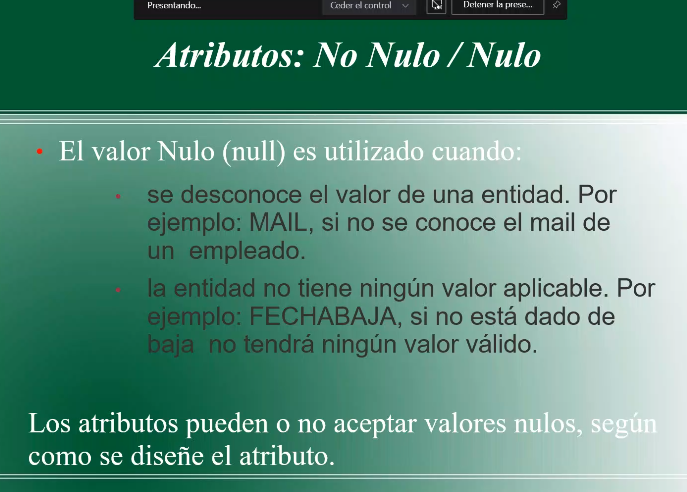 Presentando...
Ceder el control
Detener la prese...
Atributos: No Nulo / Nulo
• El valor Nulo (null) es utilizado cuando:
• se desconoce el valor de una entidad. Por
ejemplo: MAIL, si no se conoce el mail de
un empleado.
• la entidad no tiene ningún valor aplicable. Por
ejemplo: FECHABAJA, si no está dado de
baja no tendrá ningún valor válido.
Los atributos pueden o no aceptar valores nulos, según
como se diseñe el atributo.